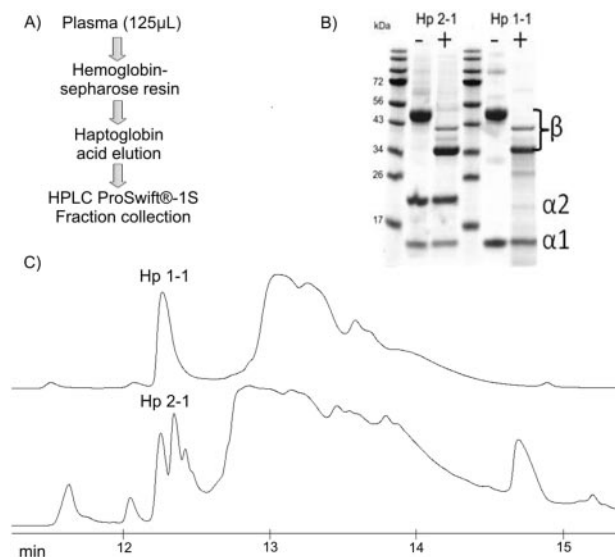 A)
Plasma (125µL)
Hemoglobin-
sepharose resin
Haptoglobin
acid elution
HPLC ProSwift®-1S
Fraction collection
B)
Hp 2-1 Hp 1-1
kDa - + - +
72
56
43
34
26
17
β
α2
α1
C)
Hp 1-1
Hp 2-1
min 12 13 14 15